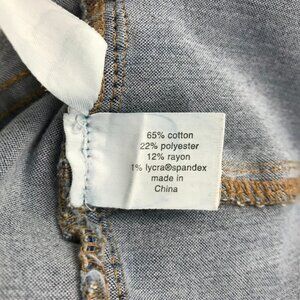 65% cotton
22% polyester
12% rayon
1% lycra®spandex
made in
China